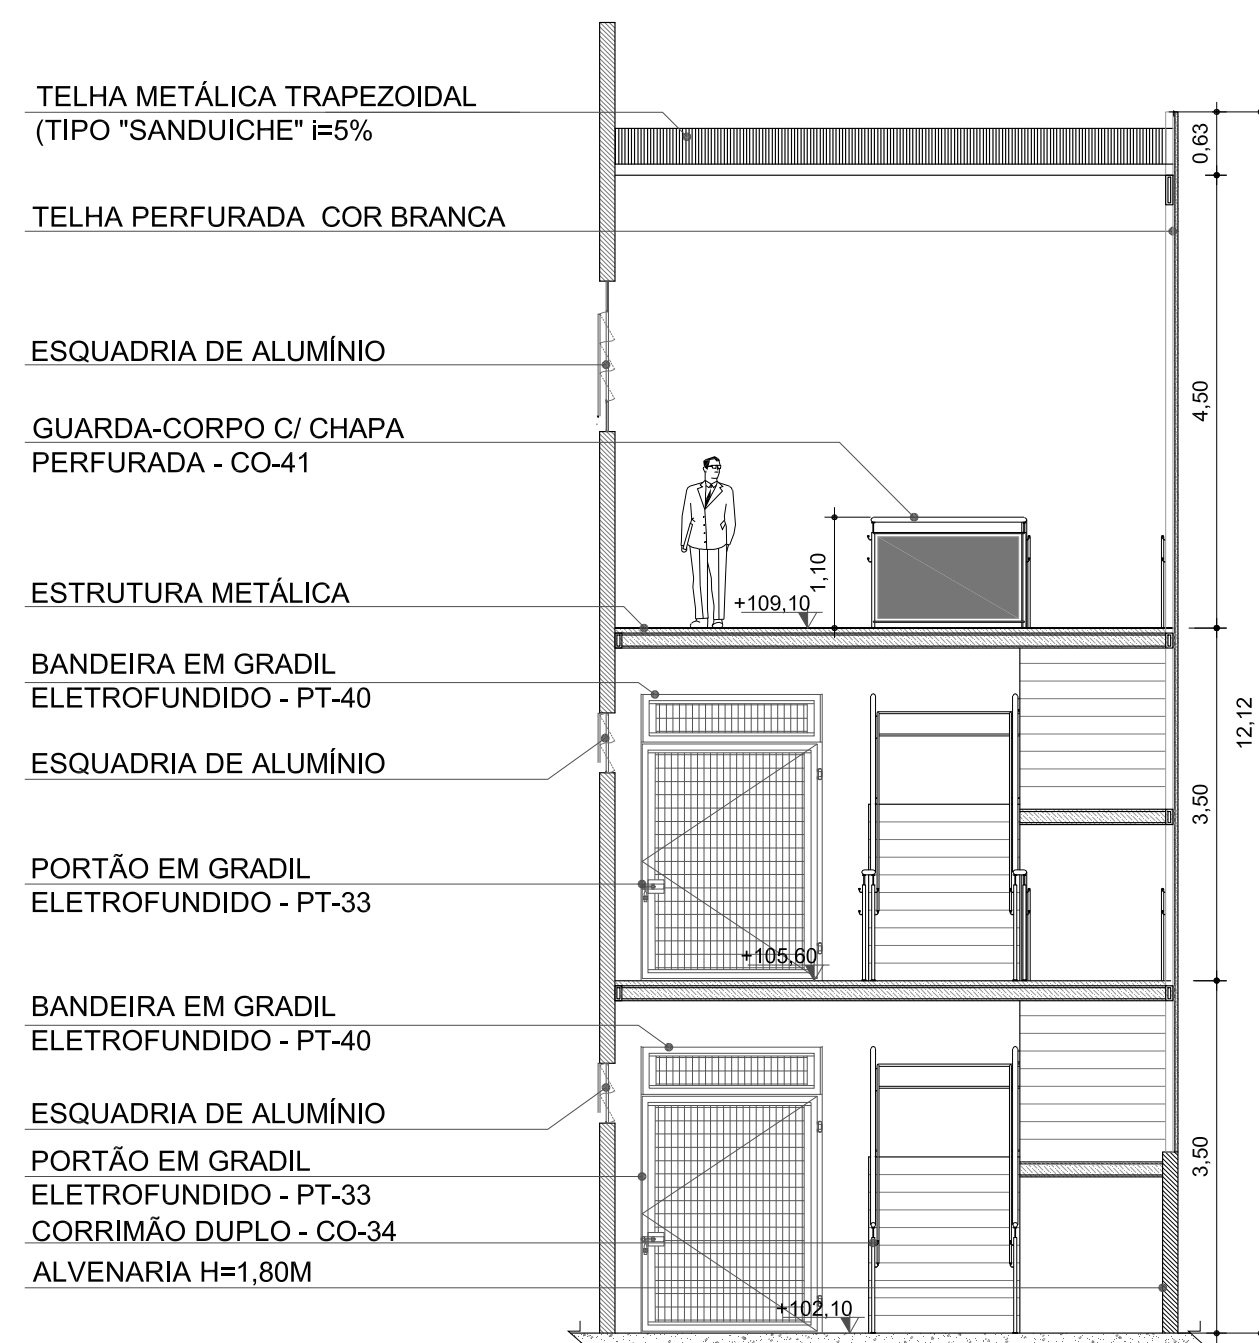 TELHA METÁLICA TRAPEZOIDAL
(TIPO "SANDUICHE" i=5%
TELHA PERFURADA COR BRANCA
ESQUADRIA DE ALUMÍNIO
GUARDA-CORPO C/ CHAPA
PERFURADA - CO-41
ESTRUTURA METÁLICA
BANDEIRA EM GRADIL
ELETROFUNDIDO - PT-40
ESQUADRIA DE ALUMÍNIO
PORTÃO EM GRADIL
ELETROFUNDIDO - PT-33
BANDEIRA EM GRADIL
ELETROFUNDIDO - PT-40
ESQUADRIA DE ALUMÍNIO
PORTÃO EM GRADIL
ELETROFUNDIDO - PT-33
CORRIMÃO DUPLO - CO-34
ALVENARIA H=1,80M
1,10
+109,10
+105,60
+102,10
0,63
4,50
3,50
3,50
12,12